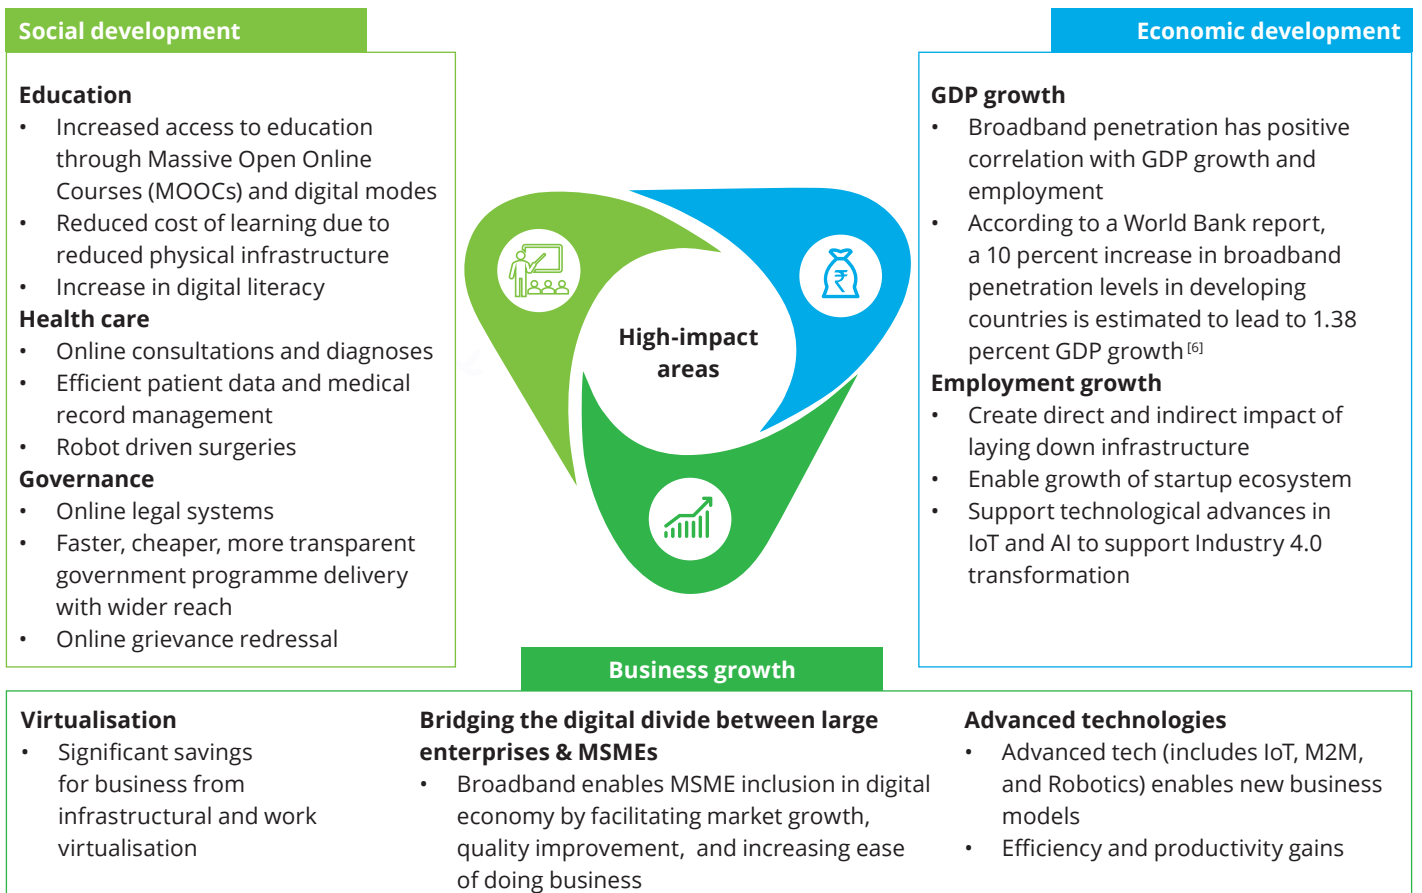 Social development
Education
• Increased access to education
through Massive Open Online
Courses (MOOCs) and digital modes
• Reduced cost of learning due to
reduced physical infrastructure
• Increase in digital literacy
Health care
• Online consultations and diagnoses
• Efficient patient data and medical
record management
• Robot driven surgeries
Governance
• Online legal systems
• Faster, cheaper, more transparent
government programme delivery
with wider reach
• Online grievance redressal
High-impact
areas
₹
Economic development
GDP growth
• Broadband penetration has positive
correlation with GDP growth and
employment
• According to a World Bank report,
a 10 percent increase in broadband
penetration levels in developing
countries is estimated to lead to 1.38
percent GDP growth [6]
Employment growth
• Create direct and indirect impact of
laying down infrastructure
• Enable growth of startup ecosystem
• Support technological advances in
IoT and AI to support Industry 4.0
transformation
Business growth
Virtualisation
• Significant savings
for business from
infrastructural and work
virtualisation
Bridging the digital divide between large
enterprises & MSMEs
• Broadband enables MSME inclusion in digital
economy by facilitating market growth,
quality improvement, and increasing ease
of doing business
Advanced technologies
• Advanced tech (includes IoT, M2M,
and Robotics) enables new business
models
• Efficiency and productivity gains